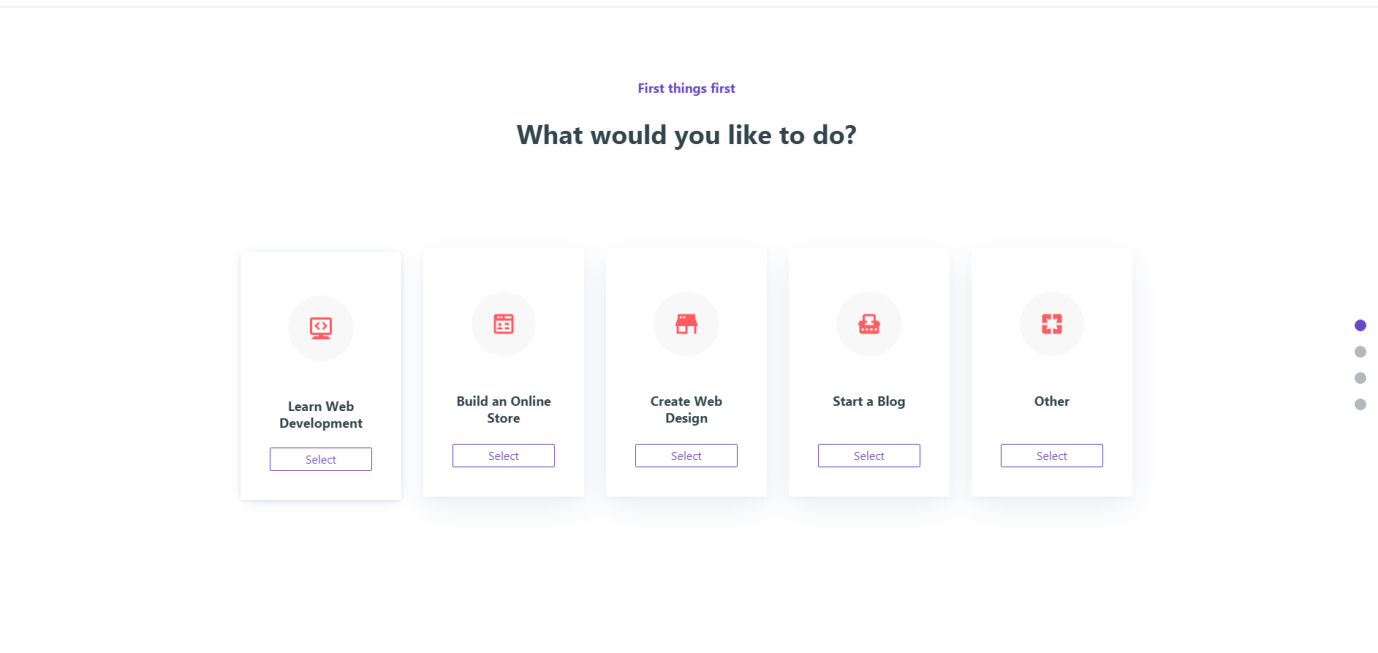 First things first
What would you like to do?
Learn Web
Development
Select
Build an Online
Store
Select
Create Web
Design
Select
Start a Blog
Select
Other
Select